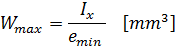 W_max = I_x / e_min [mm³]